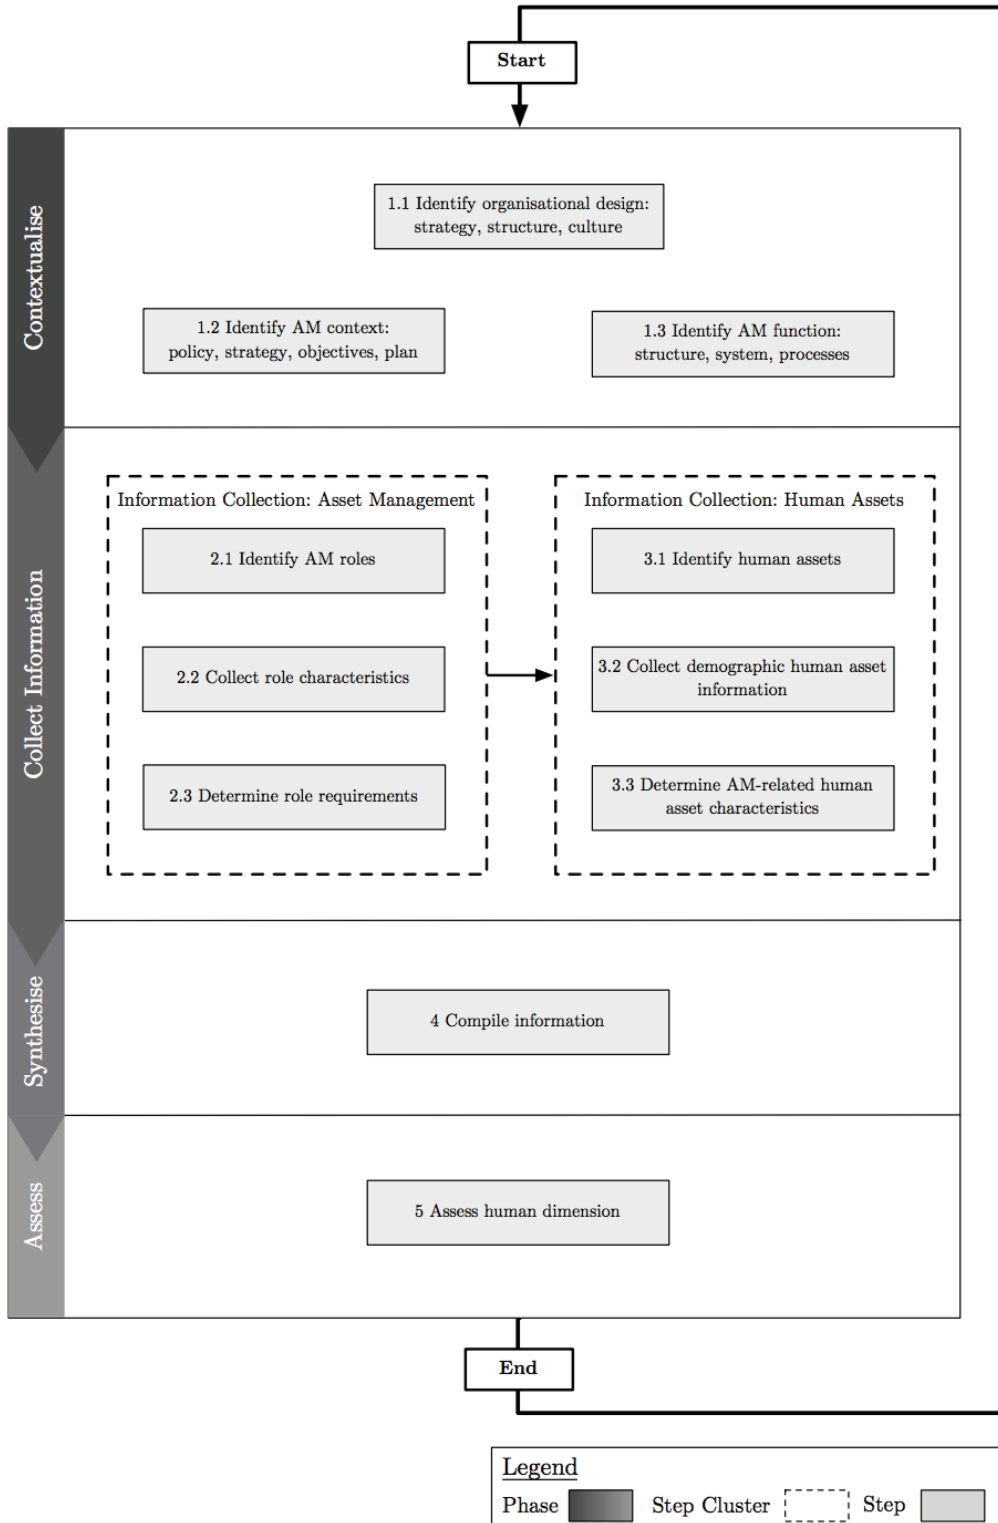 Start
Contextualise
1.1 Identify organisational design:
strategy, structure, culture
1.2 Identify AM context:
policy, strategy, objectives, plan
1.3 Identify AM function:
structure, system, processes
Collect Information
Information Collection: Asset Management
2.1 Identify AM roles
2.2 Collect role characteristics
2.3 Determine role requirements
Information Collection: Human Assets
3.1 Identify human assets
3.2 Collect demographic human asset
information
3.3 Determine AM-related human
asset characteristics
Synthesise
4 Compile information
Assess
5 Assess human dimension
End
Legend
Phase
Step Cluster
Step